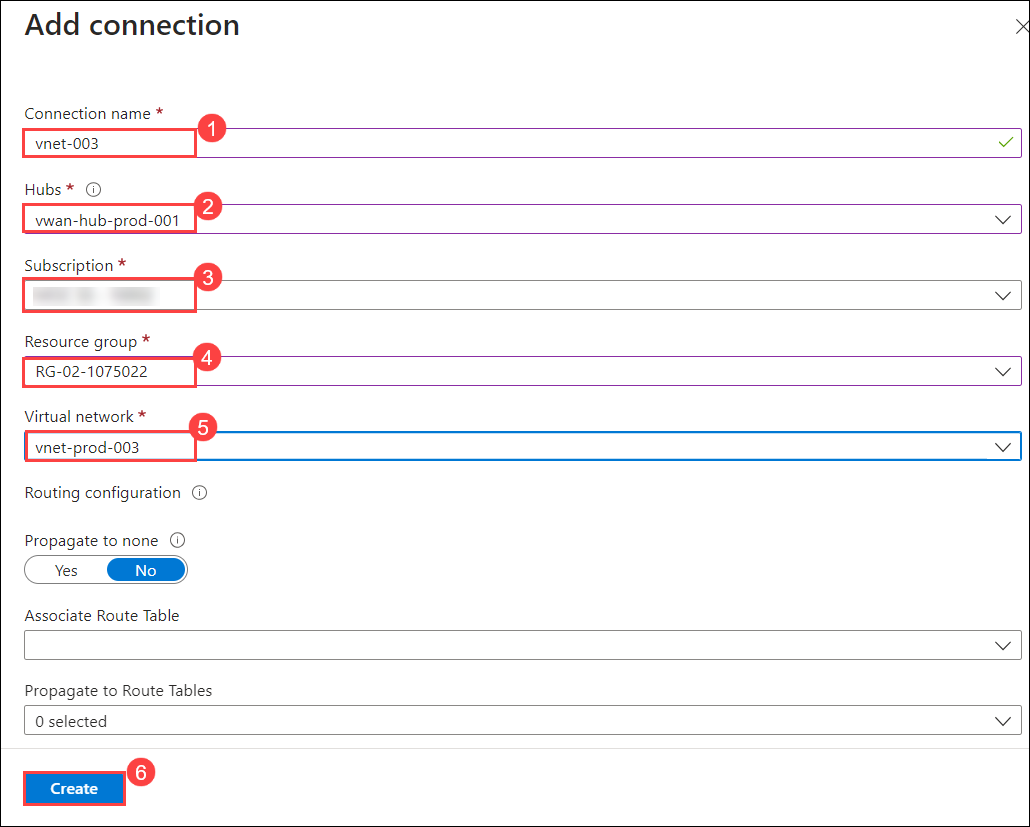 Add connection
Connection name *
1
vnet-003
Hubs *
2
vwan-hub-prod-001
Subscription *
3
Resource group *
4
RG-02-1075022
Virtual network *
5
vnet-prod-003
Routing configuration
Propagate to none
Yes No
Associate Route Table
Propagate to Route Tables
0 selected
Create
6